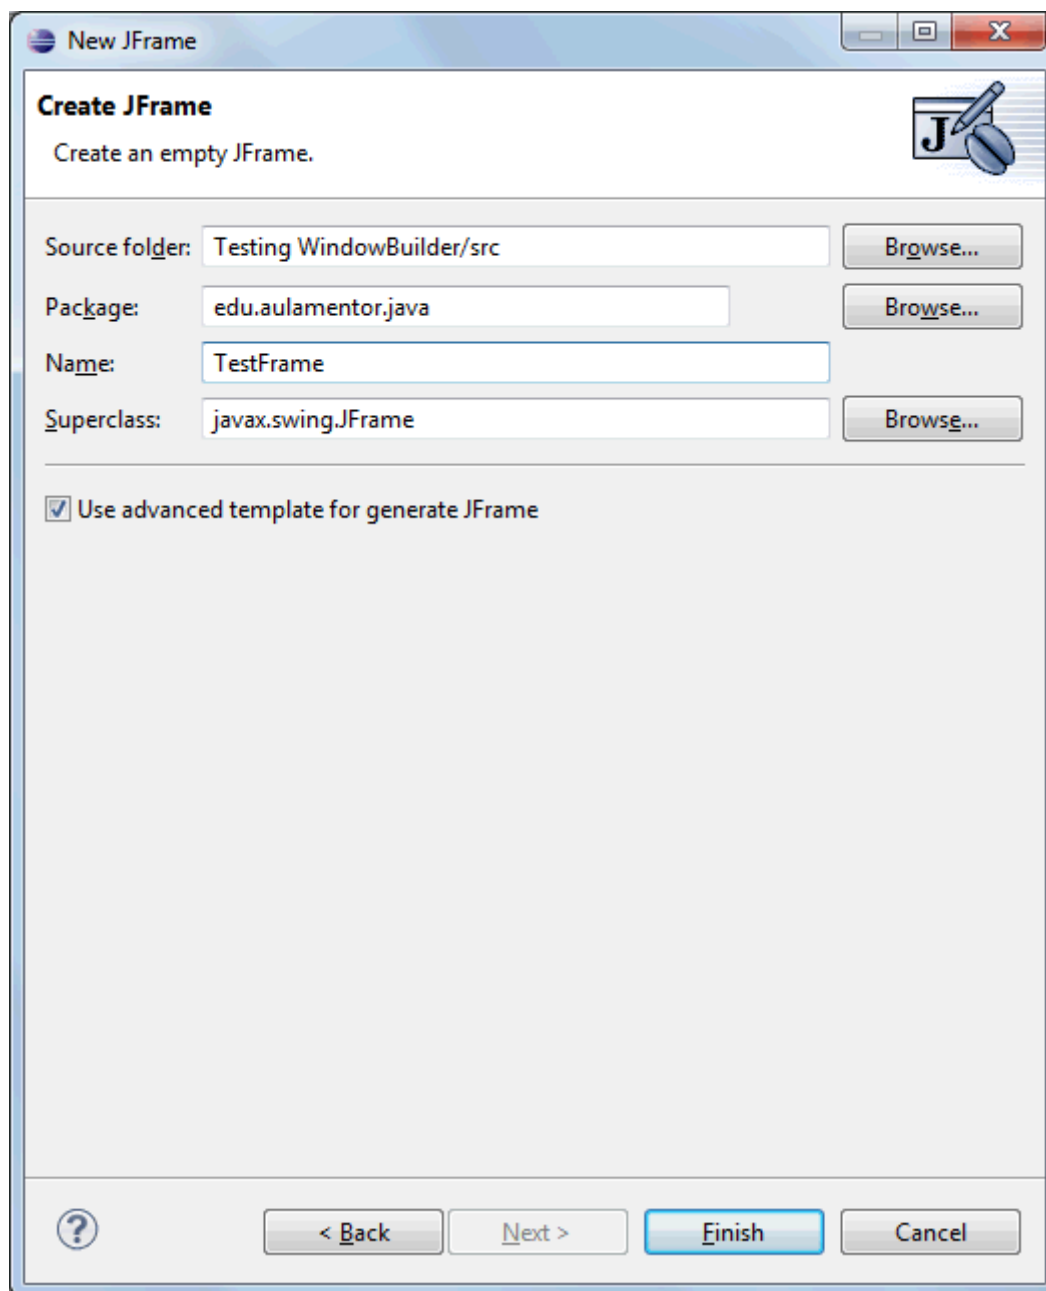 New JFrame
Create JFrame
Create an empty JFrame.
J
Source folder: Testing WindowBuilder/src Browse...
Package: edu.aulamentor.java Browse...
Name: TestFrame
Superclass: javax.swing.JFrame Browse...
Use advanced template for generate JFrame
? < Back Next > Finish Cancel